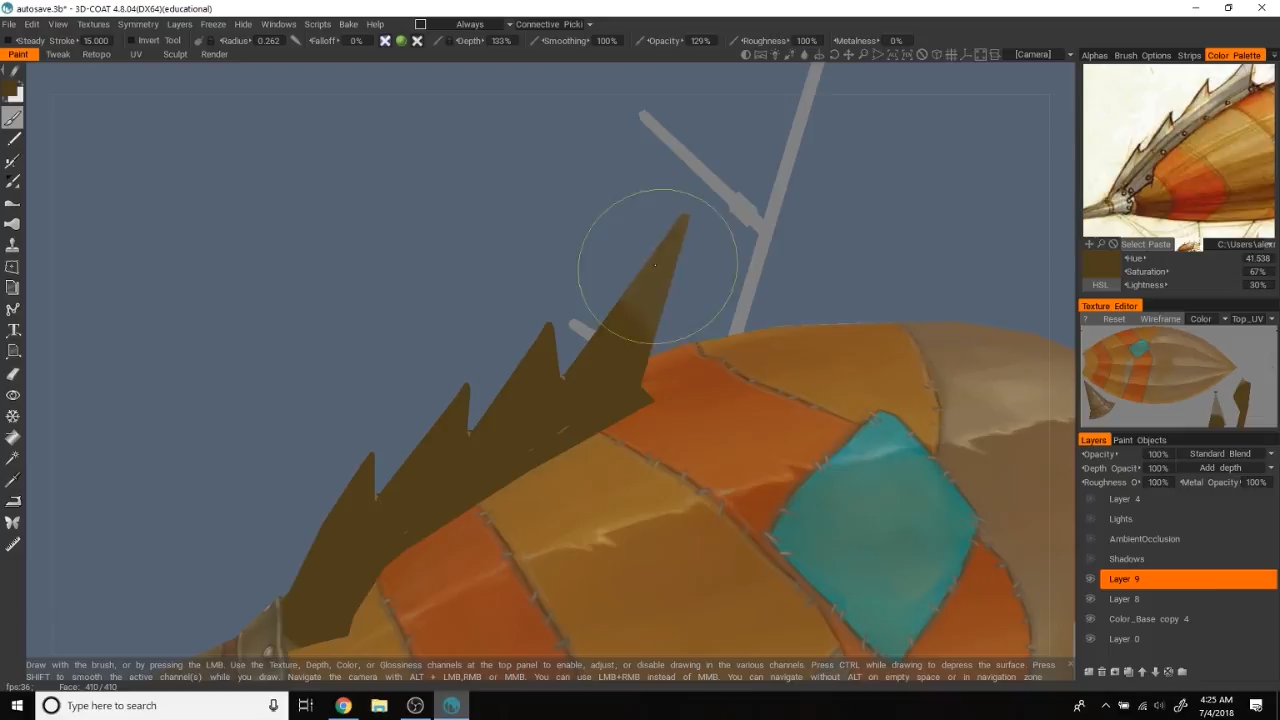 autosave.3b* - 3D-COAT 4.8.04(DX64)(educational)
File Edit View Textures Symmetry Layers Freeze Hide Windows Scripts Bake Help Always Connective Picki
Steady Stroke 15.000 Invert Tool Radius 0.262 Falloff 0% Depth 133% Smoothing 100% Opacity 129% Roughness 100% Metalness 0%
Paint Tweak Retopo UV Sculpt Render [Camera] Alphas Brush Options Strips Color Palette
Select Paste C:\Users\alex
Hue 41.538
Saturation 67%
HSL Lightness 30%
Texture Editor
? Reset Wireframe Color Top_UV
Layers Paint Objects
Opacity 100% Standard Blend
Depth Opacit 100% Add depth
Roughness O 100% Metal Opacity 100%
Layer 4
Lights
AmbientOcclusion
Shadows
Layer 9
Layer 8
Color_Base copy 4
Layer 0
Draw with the brush, or by pressing the LMB. Use the Texture, Depth, Color, or Glossiness channels at the top panel to enable, adjust, or disable drawing in the various channels. Press CTRL while drawing to depress the surface. Press
SHIFT to smooth the active channel(s) while you draw. Navigate the camera with ALT + LMB,RMB or MMB. You can use LMB+RMB instead of MMB. You can navigate without ALT on empty space or in navigation zone
fps:36; Face: 410/410
Type here to search
4:25 AM
7/4/2018